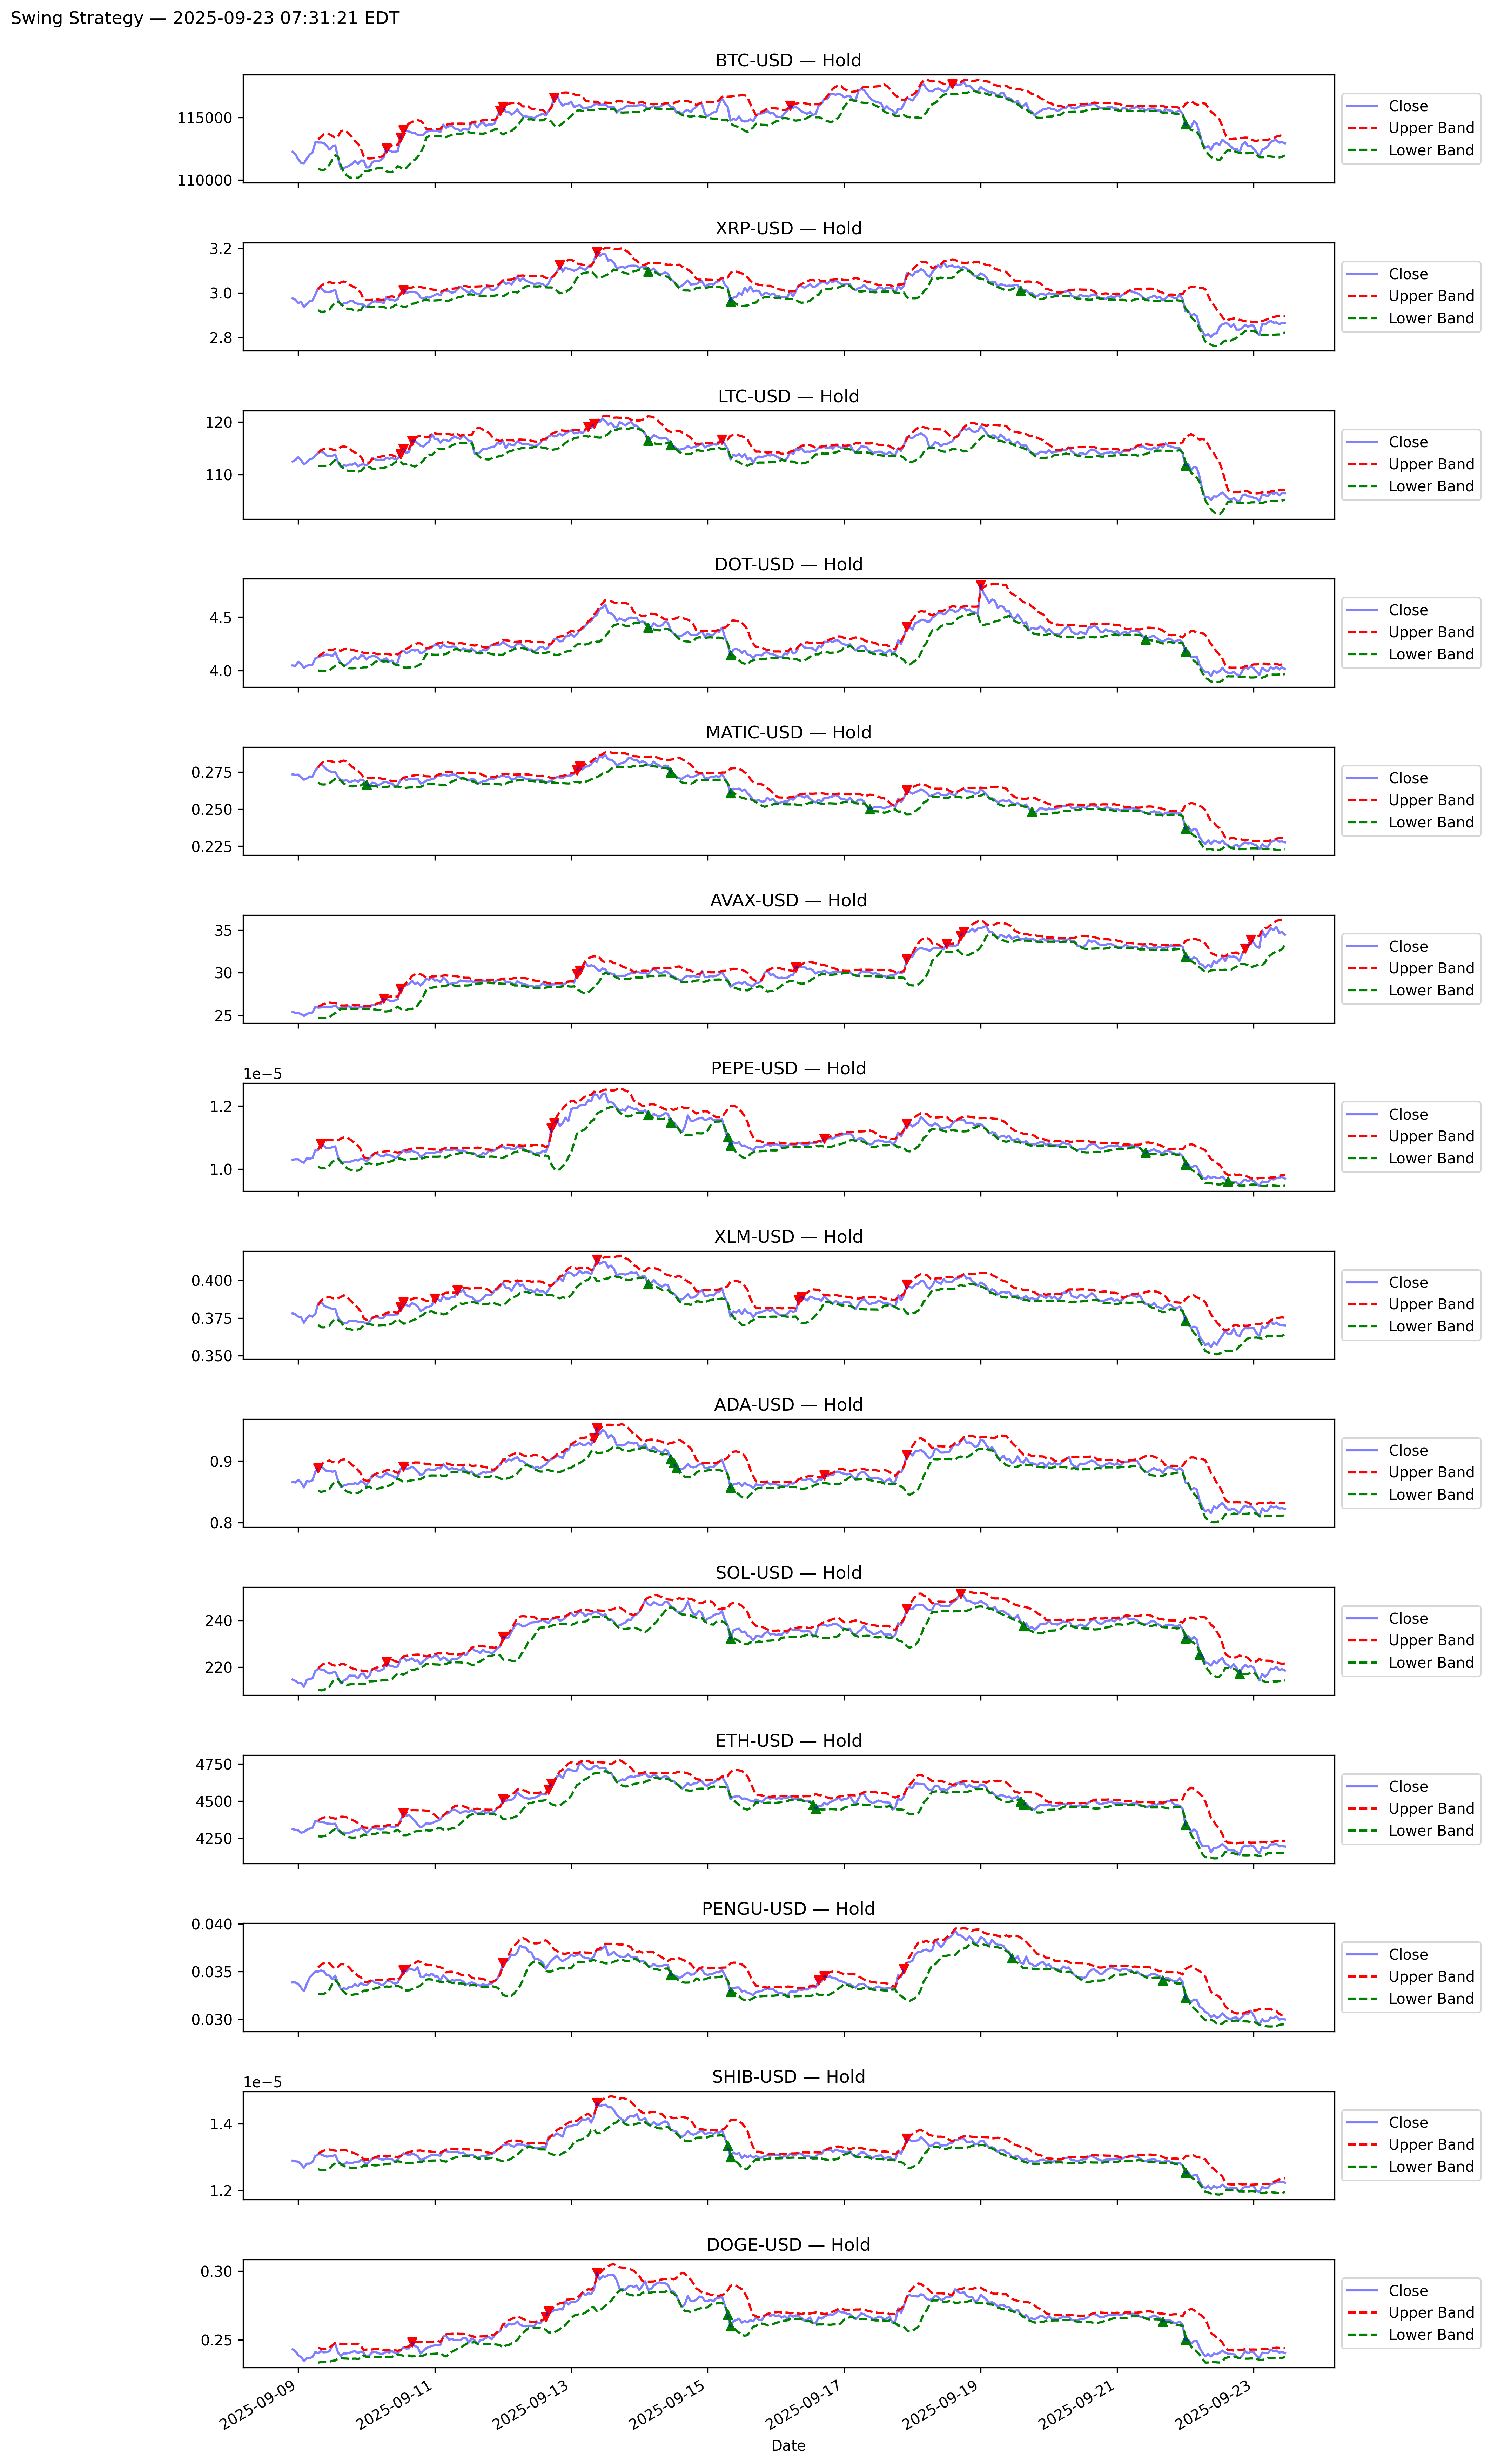 Swing Strategy — 2025-09-23 07:31:21 EDT
BTC-USD — Hold
115000
110000
Close
Upper Band
Lower Band
XRP-USD — Hold
3.2
3.0
2.8
Close
Upper Band
Lower Band
LTC-USD — Hold
120
110
Close
Upper Band
Lower Band
DOT-USD — Hold
4.5
4.0
Close
Upper Band
Lower Band
MATIC-USD — Hold
0.275
0.250
0.225
Close
Upper Band
Lower Band
AVAX-USD — Hold
35
30
25
Close
Upper Band
Lower Band
PEPE-USD — Hold
1e−5
1.2
1.0
Close
Upper Band
Lower Band
XLM-USD — Hold
0.400
0.375
0.350
Close
Upper Band
Lower Band
ADA-USD — Hold
0.9
0.8
Close
Upper Band
Lower Band
SOL-USD — Hold
240
220
Close
Upper Band
Lower Band
ETH-USD — Hold
4750
4500
4250
Close
Upper Band
Lower Band
PENGU-USD — Hold
0.040
0.035
0.030
Close
Upper Band
Lower Band
SHIB-USD — Hold
1e−5
1.4
1.2
Close
Upper Band
Lower Band
DOGE-USD — Hold
0.30
0.25
Close
Upper Band
Lower Band
2025-09-09
2025-09-11
2025-09-13
2025-09-15
2025-09-17
2025-09-19
2025-09-21
2025-09-23
Date